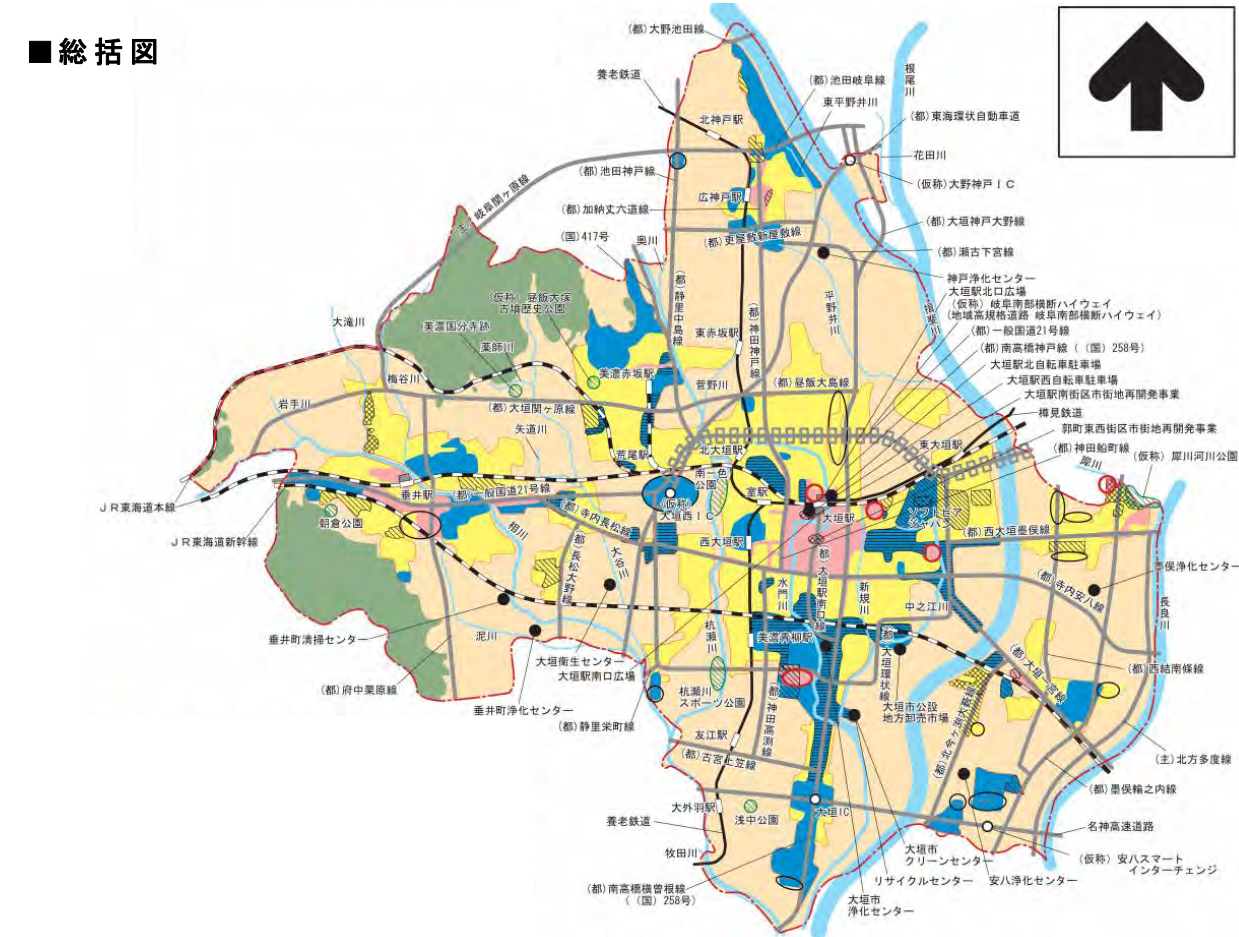 ■総括図
(都)大野池田線
養老鉄道
根尾川
(都)池田岐阜線
東平野井川
北神戸駅
(都)東海環状自動車道
花田川
(都)池田神戸線
(仮称)大野神戸IC
(主)岐阜関ヶ原線
広神戸駅
(都)加納丈六道線
(都)大垣神戸大野線
(国)417号
奥川
(都)更屋敷新屋敷線
(都)瀬古下宮線
神戸浄化センター
大垣駅北口広場
(仮称)岐阜南部横断ハイウェイ
(地域高規格道路 岐阜南部横断ハイウェイ)
(都)静里中島線
(都)神田神戸線
平野井川
揖斐川
(仮称)昼飯大塚
古墳歴史公園
大滝川
美濃国分寺跡
東赤坂駅
(都)一般国道21号線
(都)南高橋神戸線((国)258号)
薬師川
大垣駅北自転車駐車場
梅谷川
美濃赤坂駅
菅野川
(都)昼飯大島線
大垣駅西自転車駐車場
大垣駅南街区市街地再開発事業
岩手川
(都)大垣関ヶ原線
樽見鉄道
矢道川
東大垣駅
郭町東西街区市街地再開発事業
荒尾駅
北大垣駅
(都)神田船町線
(仮称)犀川河川公園
犀川
南一色
公園
垂井駅
(都)一般国道21号線
(仮称)
大垣西IC
室駅
大垣駅
ソフトピア
ジャパン
JR東海道本線
朝倉公園
(都)寺内長松線
JR東海道新幹線
相川
西大垣駅
(都)西大垣墨俣線
(都)長松大野線
大谷川
水門川
(都)大垣駅南口線
新規川
中之江川
(都)寺内安八線
墨俣浄化センター
長良川
垂井町清掃センター
泥川
杭瀬川
美濃青柳駅
大垣衛生センター
大垣駅南口広場
(都)大垣環状線
(都)大垣一宮線
(都)西結南條線
(都)府中栗原線
垂井町浄化センター
杭瀬川
スポーツ公園
(都)神田高渕線
大垣市公設
地方卸売市場
(都)北今ヶ渕大薮線
(都)静里栄町線
友江駅
(都)古宮土笠線
(主)北方多度線
(都)墨俣輪之内線
大外羽駅
浅中公園
大垣IC
養老鉄道
名神高速道路
牧田川
大垣市
クリーンセンター
(仮称)安八スマート
インターチェンジ
リサイクルセンター
安八浄化センター
(都)南高橋横曽根線
((国)258号)
大垣市
浄化センター